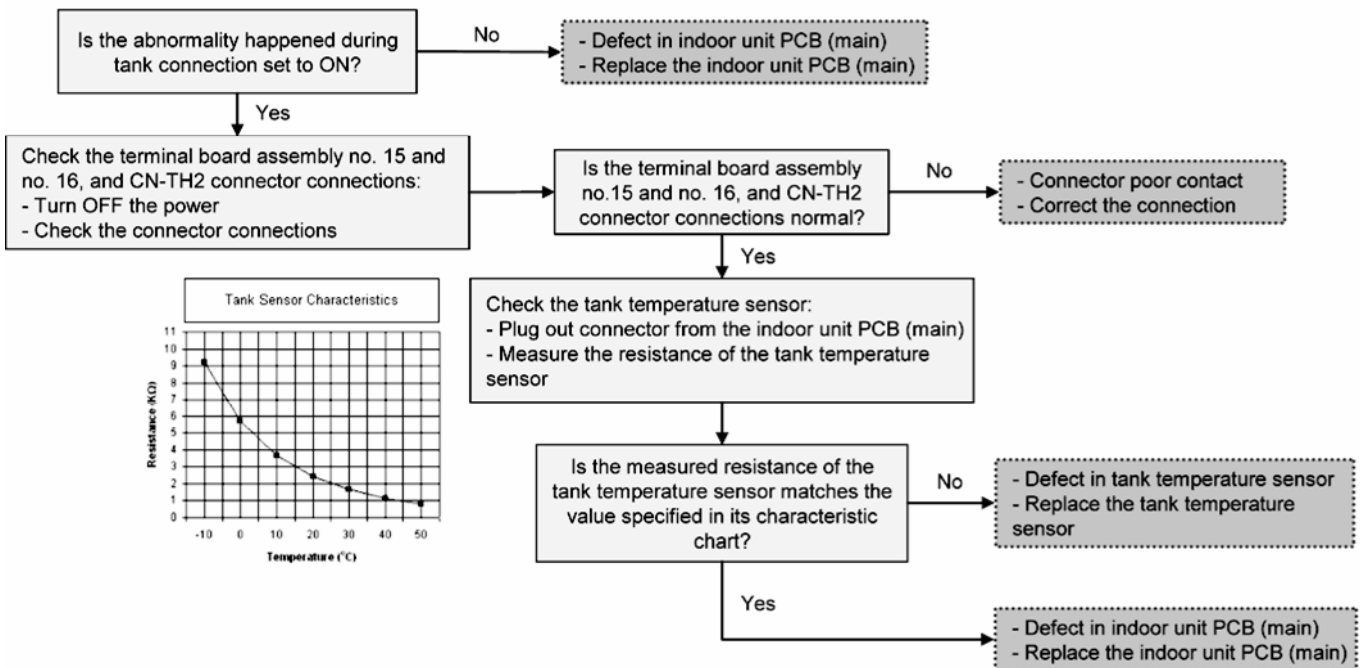 Is the abnormality happened during
tank connection set to ON?
No
- Defect in indoor unit PCB (main)
- Replace the indoor unit PCB (main)
Yes
Check the terminal board assembly no. 15 and
no. 16, and CN-TH2 connector connections:
- Turn OFF the power
- Check the connector connections
Is the terminal board assembly
no.15 and no. 16, and CN-TH2
connector connections normal?
No
- Connector poor contact
- Correct the connection
Yes
Check the tank temperature sensor:
- Plug out connector from the indoor unit PCB (main)
- Measure the resistance of the tank temperature
sensor
Tank Sensor Characteristics
Resistance (KΩ)
11
10
9
8
7
6
5
4
3
2
1
0
-10 0 10 20 30 40 50
Temperature (°C)
Is the measured resistance of the
tank temperature sensor matches the
value specified in its characteristic
chart?
No
- Defect in tank temperature sensor
- Replace the tank temperature
sensor
Yes
- Defect in indoor unit PCB (main)
- Replace the indoor unit PCB (main)